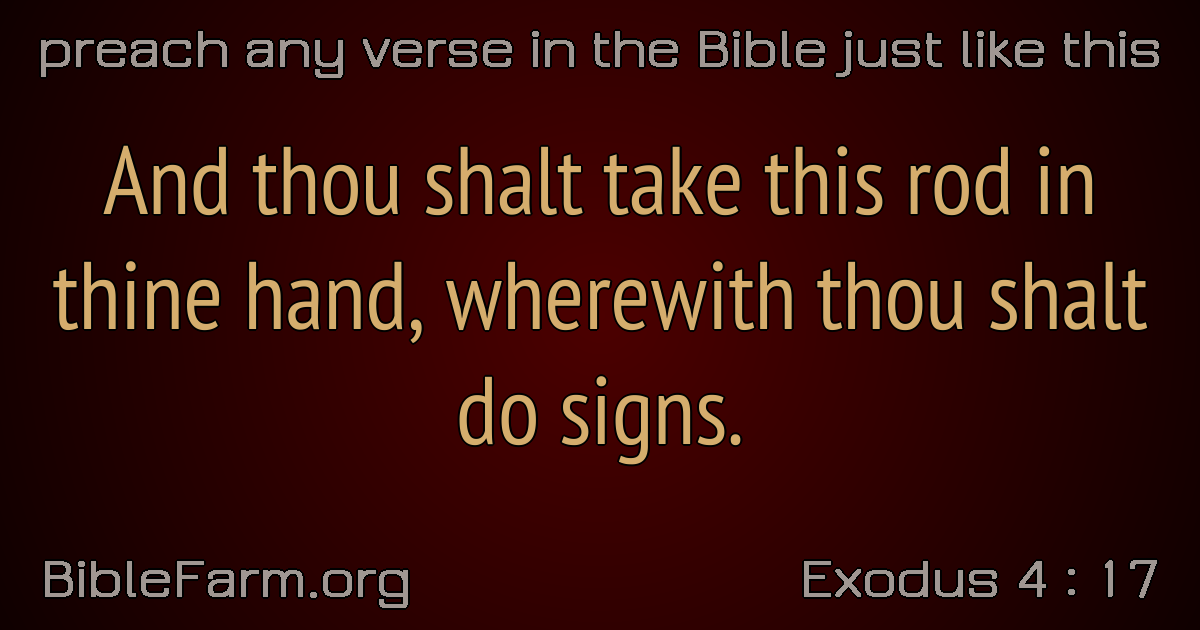 preach any verse in the Bible just like this
And thou shalt take this rod in
thine hand, wherewith thou shalt
do signs.
BibleFarm.org
Exodus 4 : 17